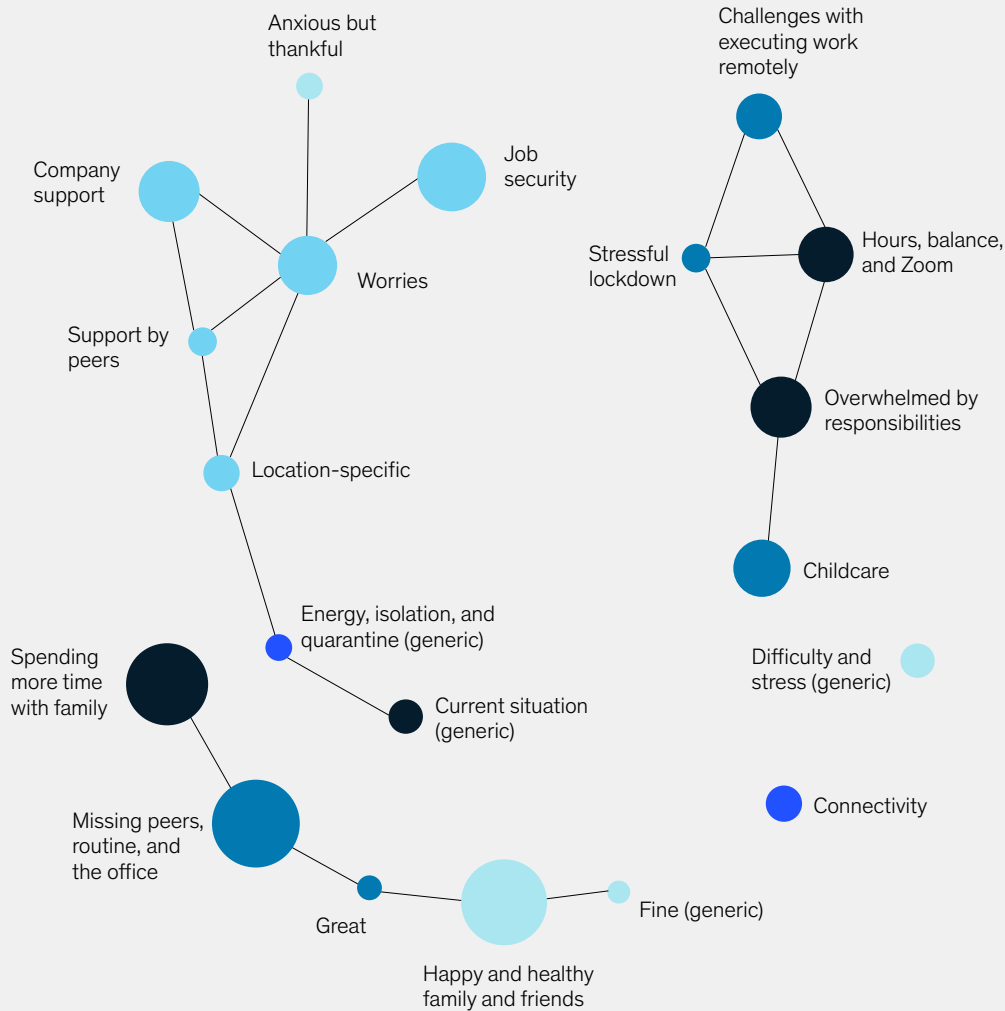 Anxious but
thankful
Challenges with
executing work
remotely
Company
support
Job
security
Worries
Stressful
lockdown
Hours, balance,
and Zoom
Support by
peers
Overwhelmed by
responsibilities
Location-specific
Childcare
Energy, isolation, and
quarantine (generic)
Spending
more time
with family
Difficulty and
stress (generic)
Current situation
(generic)
Connectivity
Missing peers,
routine, and
the office
Great
Fine (generic)
Happy and healthy
family and friends